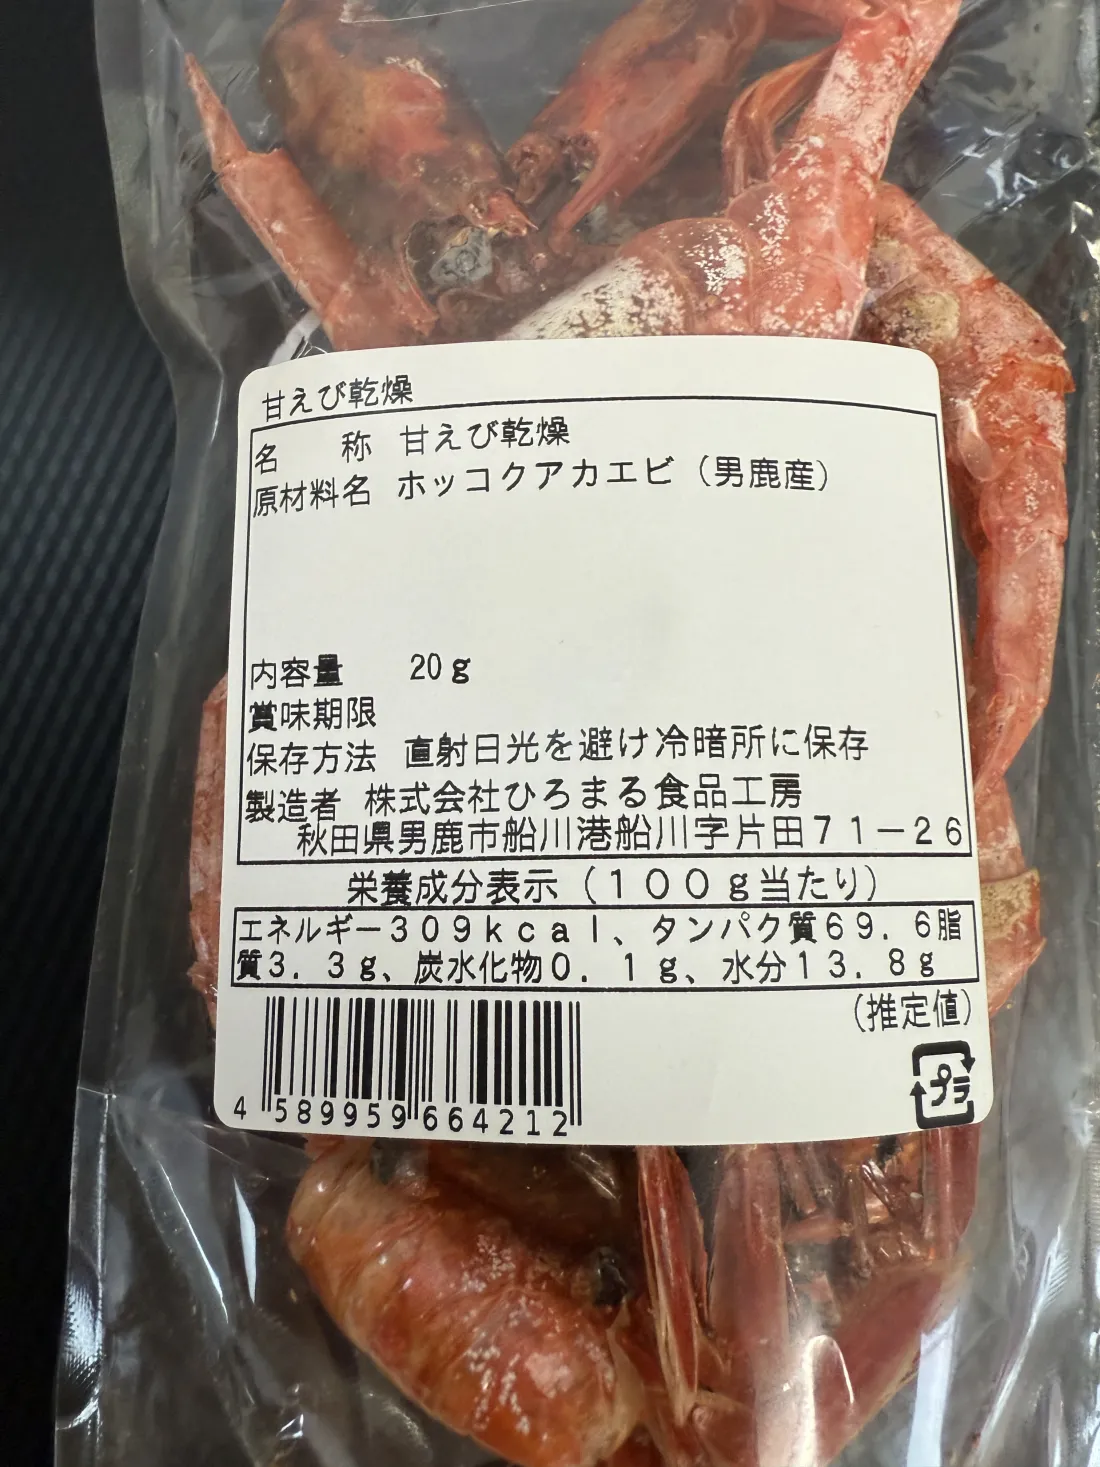 甘えび乾燥
名　　称 甘えび乾燥
原材料名 ホッコクアカエビ（男鹿産）
内容量 20g
賞味期限
保存方法 直射日光を避け冷暗所に保存
製造者 株式会社ひろまる食品工房
秋田県男鹿市船川港船川字片田７１－２６
栄養成分表示（１００ｇ当たり）
エネルギー３０９ｋｃａｌ、タンパク質６９．６脂
質３．３ｇ、炭水化物０．１ｇ、水分１３．８ｇ
（推定値）
プラ
4 589959 664212